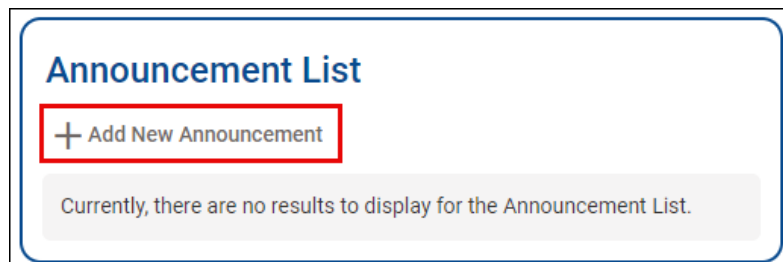 Announcement List
Add New Announcement
Currently, there are no results to display for the Announcement List.